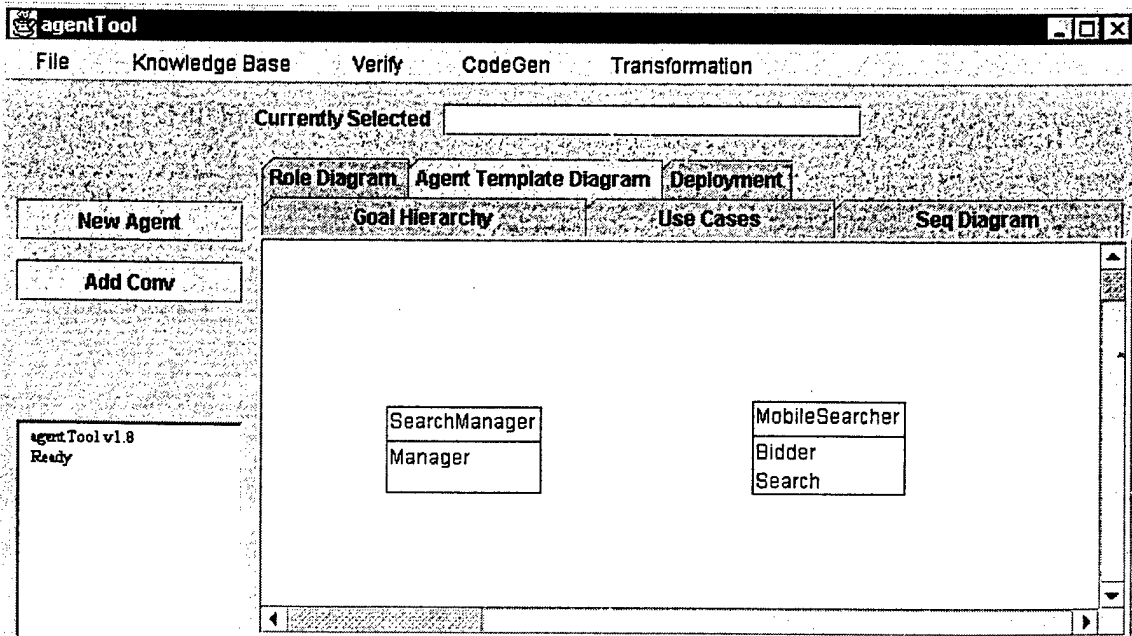 agentTool
File Knowledge Base Verify CodeGen Transformation
Currently Selected
Role Diagram Agent Template Diagram Deployment
Goal Hierarchy Use Cases Seq Diagram
New Agent
Add Conv
SearchManager
Manager
MobileSearcher
Bidder
Search
agentTool v1.8
Ready